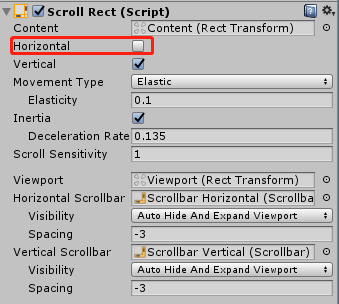 Scroll Rect (Script)
Content Content (Rect Transform)
Horizontal
Vertical
Movement Type Elastic
Elasticity 0.1
Inertia
Deceleration Rate 0.135
Scroll Sensitivity 1
Viewport Viewport (Rect Transform)
Horizontal Scrollbar Scrollbar Horizontal (Scrollba
Visibility Auto Hide And Expand Viewport
Spacing -3
Vertical Scrollbar Scrollbar Vertical (Scrollbar)
Visibility Auto Hide And Expand Viewport
Spacing -3